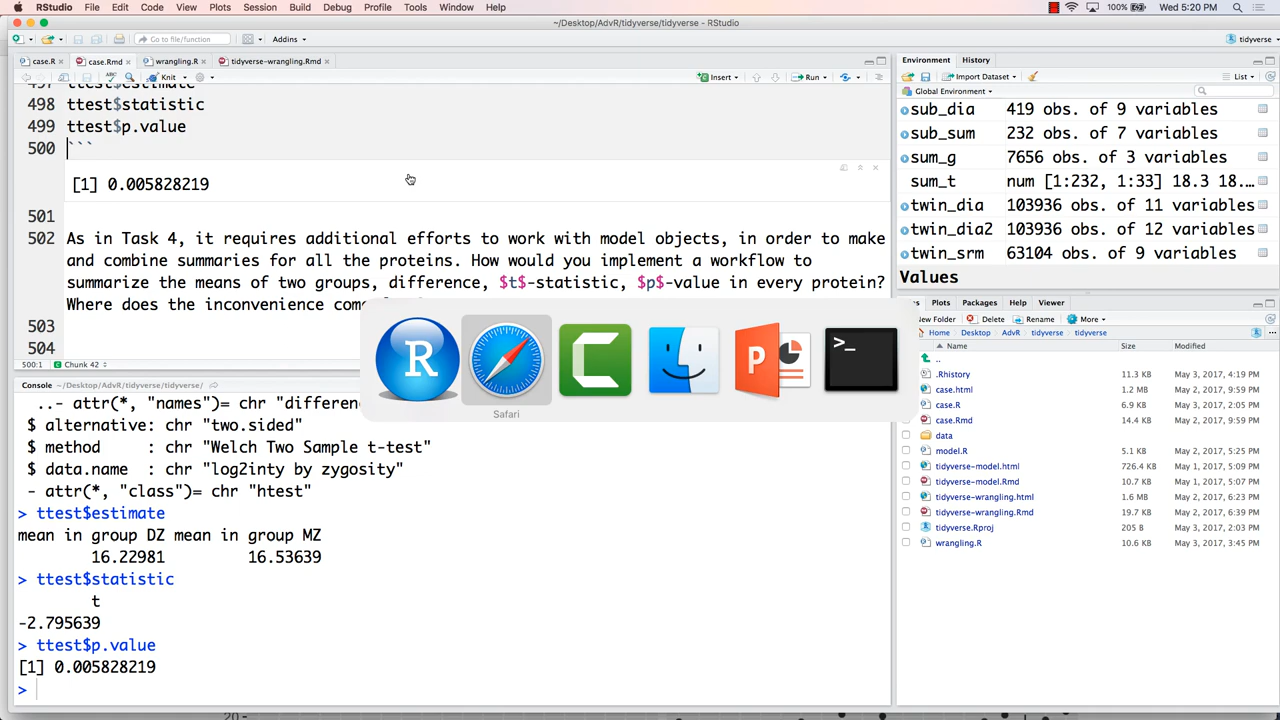 RStudio File Edit Code View Plots Session Build Debug Profile Tools Window Help 100% Wed 5:20 PM
~/Desktop/AdvR/tidyverse/tidyverse - RStudio
Go to file/function Addins tidyverse
case.R case.Rmd wrangling.R tidyverse-wrangling.Rmd
Knit Insert Run
497 ttest$estimate
498 ttest$statistic
499 ttest$p.value
500 ```
[1] 0.005828219
501
502 As in Task 4, it requires additional efforts to work with model objects, in order to make
and combine summaries for all the proteins. How would you implement a workflow to
summarize the means of two groups, difference, $t$-statistic, $p$-value in every protein?
Where does the inconvenience com
503
504
500:1 Chunk 42
Console ~/Desktop/AdvR/tidyverse/tidyverse/
..- attr(*, "names")= chr "differen
$ alternative: chr "two.sided"
$ method : chr "Welch Two Sample t-test"
$ data.name : chr "log2inty by zygosity"
- attr(*, "class")= chr "htest"
> ttest$estimate
mean in group DZ mean in group MZ
16.22981 16.53639
> ttest$statistic
t
-2.795639
> ttest$p.value
[1] 0.005828219
>
20
R
>_
P
Safari
Environment History
Import Dataset List
Global Environment
sub_dia 419 obs. of 9 variables
sub_sum 232 obs. of 7 variables
sum_g 7656 obs. of 3 variables
sum_t num [1:232, 1:33] 18.3 18....
twin_dia 103936 obs. of 11 variables
twin_dia2 103936 obs. of 12 variables
twin_srm 63104 obs. of 9 variables
Values
es Plots Packages Help Viewer
New Folder Delete Rename More
Home Desktop AdvR tidyverse tidyverse
Name Size Modified
..
.Rhistory 11.3 KB May 3, 2017, 4:19 PM
case.html 1.2 MB May 2, 2017, 9:59 PM
case.R 6.9 KB May 3, 2017, 2:05 PM
case.Rmd 14.4 KB May 2, 2017, 9:59 PM
data
model.R 5.1 KB May 2, 2017, 5:25 PM
tidyverse-model.html 726.4 KB May 1, 2017, 5:09 PM
tidyverse-model.Rmd 10.7 KB May 1, 2017, 5:07 PM
tidyverse-wrangling.html 1.6 MB May 2, 2017, 6:23 PM
tidyverse-wrangling.Rmd 19.7 KB May 2, 2017, 6:39 PM
tidyverse.Rproj 205 B May 3, 2017, 2:03 PM
wrangling.R 10.6 KB May 3, 2017, 3:45 PM